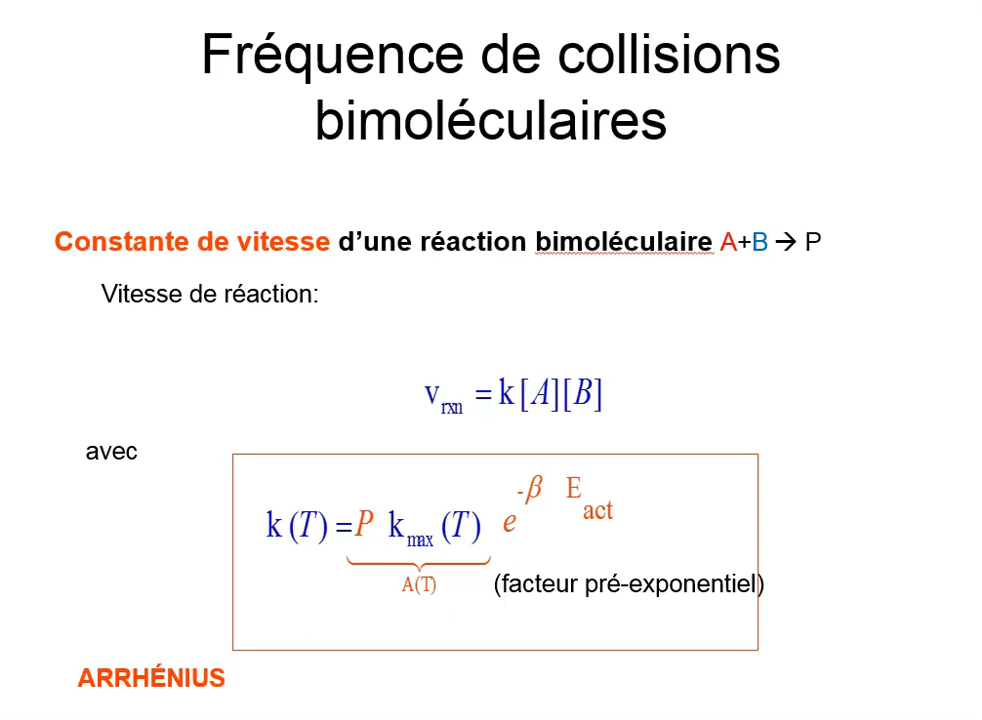 Fréquence de collisions
bimoléculaires
Constante de vitesse d’une réaction bimoléculaire A+B → P
Vitesse de réaction:
v_rxn = k[A][B]
avec
k(T) = P k_max (T) e^{-β E_act}
A(T) (facteur pré-exponentiel)
ARRHÉNIUS